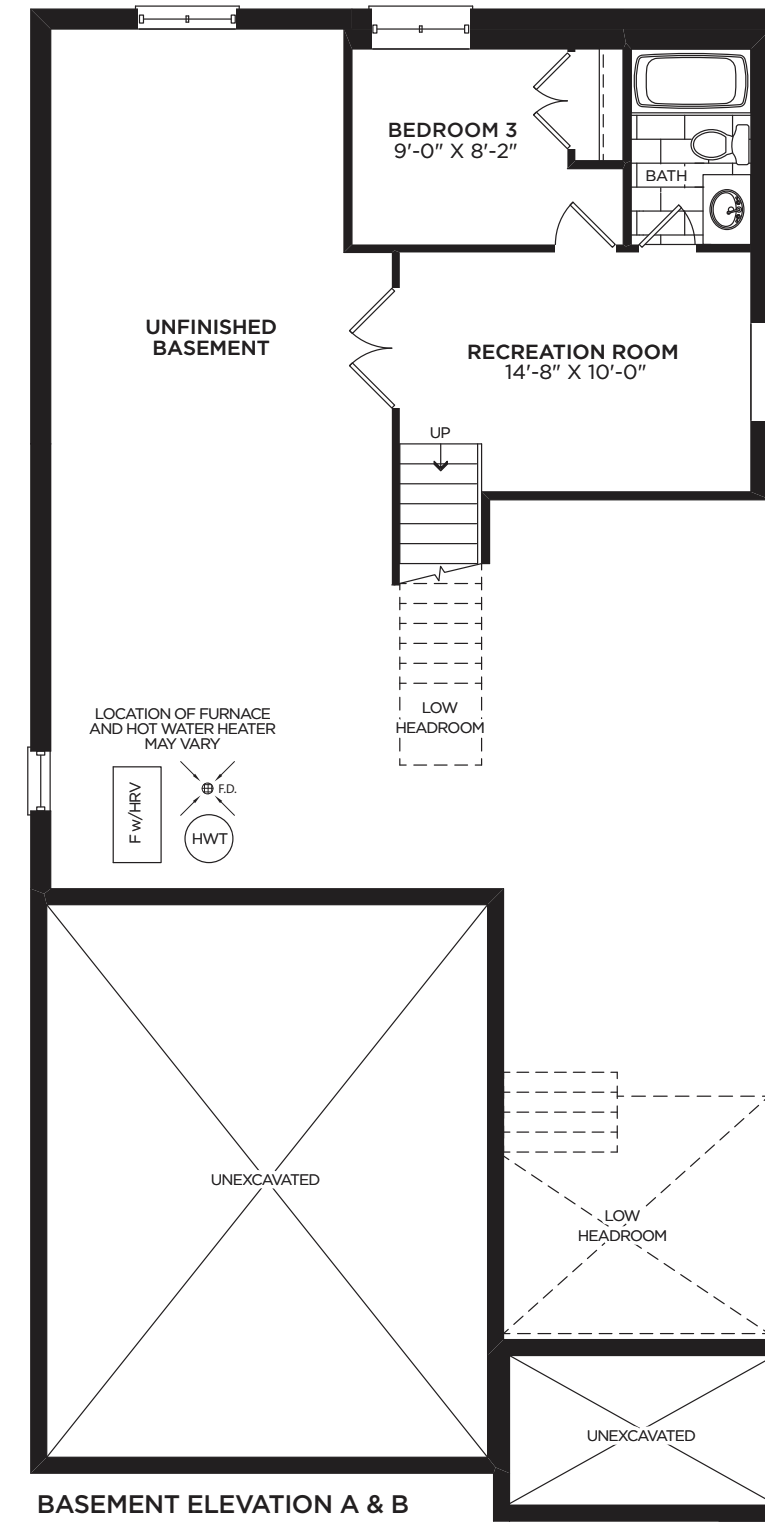 BEDROOM 3
9'-0" X 8'-2"
BATH
UNFINISHED
BASEMENT
RECREATION ROOM
14'-8" X 10'-0"
UP
LOW
HEADROOM
LOCATION OF FURNACE
AND HOT WATER HEATER
MAY VARY
F w/HRV
F.D.
HWT
UNEXCAVATED
LOW
HEADROOM
UNEXCAVATED
BASEMENT ELEVATION A & B